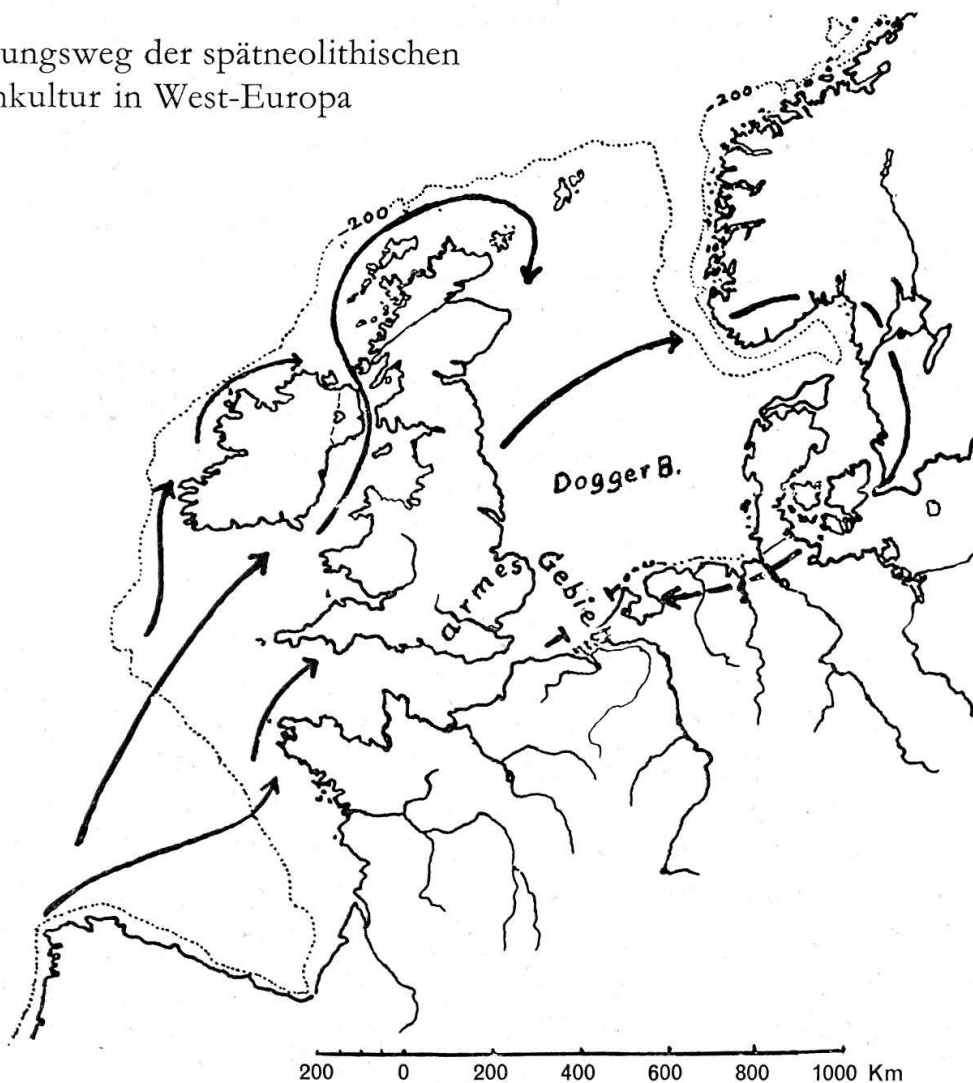 ungsweg der spätneolithischen
nkultur in West-Europa
200
-200
Dogger B.
armes Gebiet
200 0 200 400 600 800 1000 Km